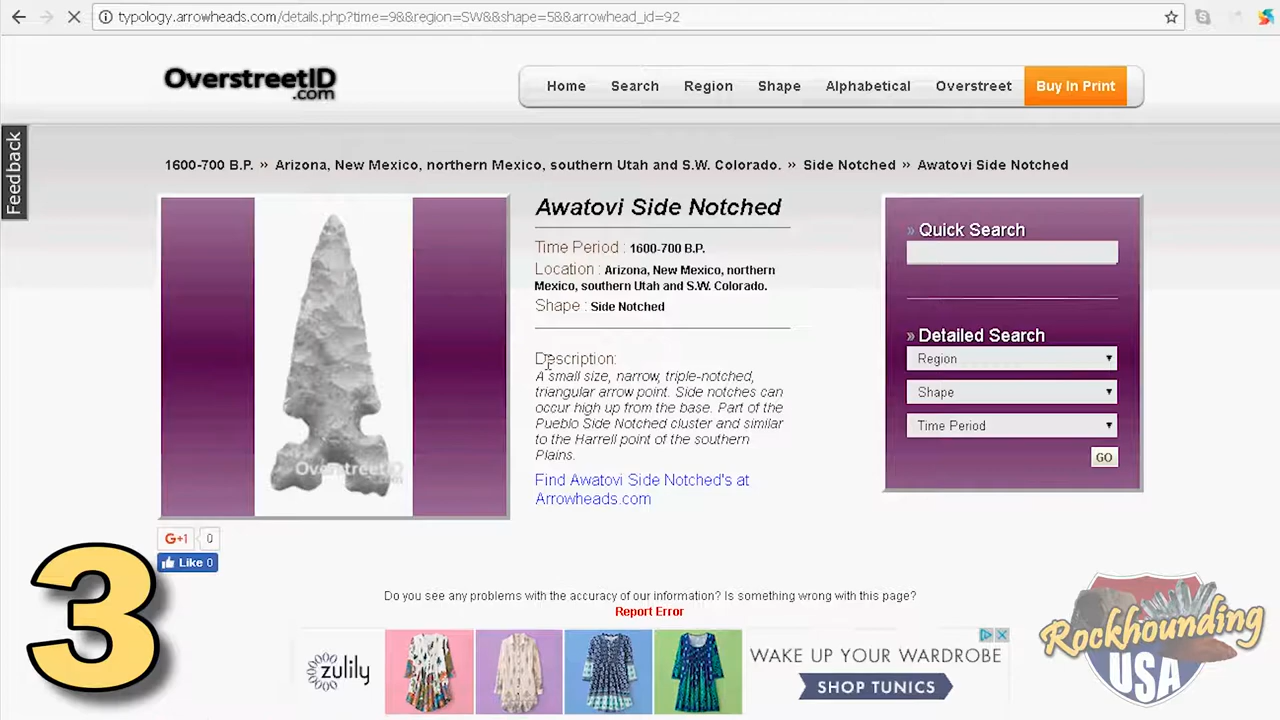 typology.arrowheads.com/details.php?time=9&&region=SW&&shape=5&&arrowhead_id=92
OverstreetID
.com
Home Search Region Shape Alphabetical Overstreet Buy In Print
Feedback
1600-700 B.P. » Arizona, New Mexico, northern Mexico, southern Utah and S.W. Colorado. » Side Notched » Awatovi Side Notched
Awatovi Side Notched
Time Period : 1600-700 B.P.
Location : Arizona, New Mexico, northern
Mexico, southern Utah and S.W. Colorado.
Shape : Side Notched
Description:
A small size, narrow, triple-notched,
triangular arrow point. Side notches can
occur high up from the base. Part of the
Pueblo Side Notched cluster and similar
to the Harrell point of the southern
Plains.
Find Awatovi Side Notched's at
Arrowheads.com
OverstreetID
.com
» Quick Search
» Detailed Search
Region
Shape
Time Period
GO
G+1 0
Like 0
Do you see any problems with the accuracy of our information? Is something wrong with this page?
Report Error
zulily
WAKE UP YOUR WARDROBE
SHOP TUNICS
3
Rockhounding
USA